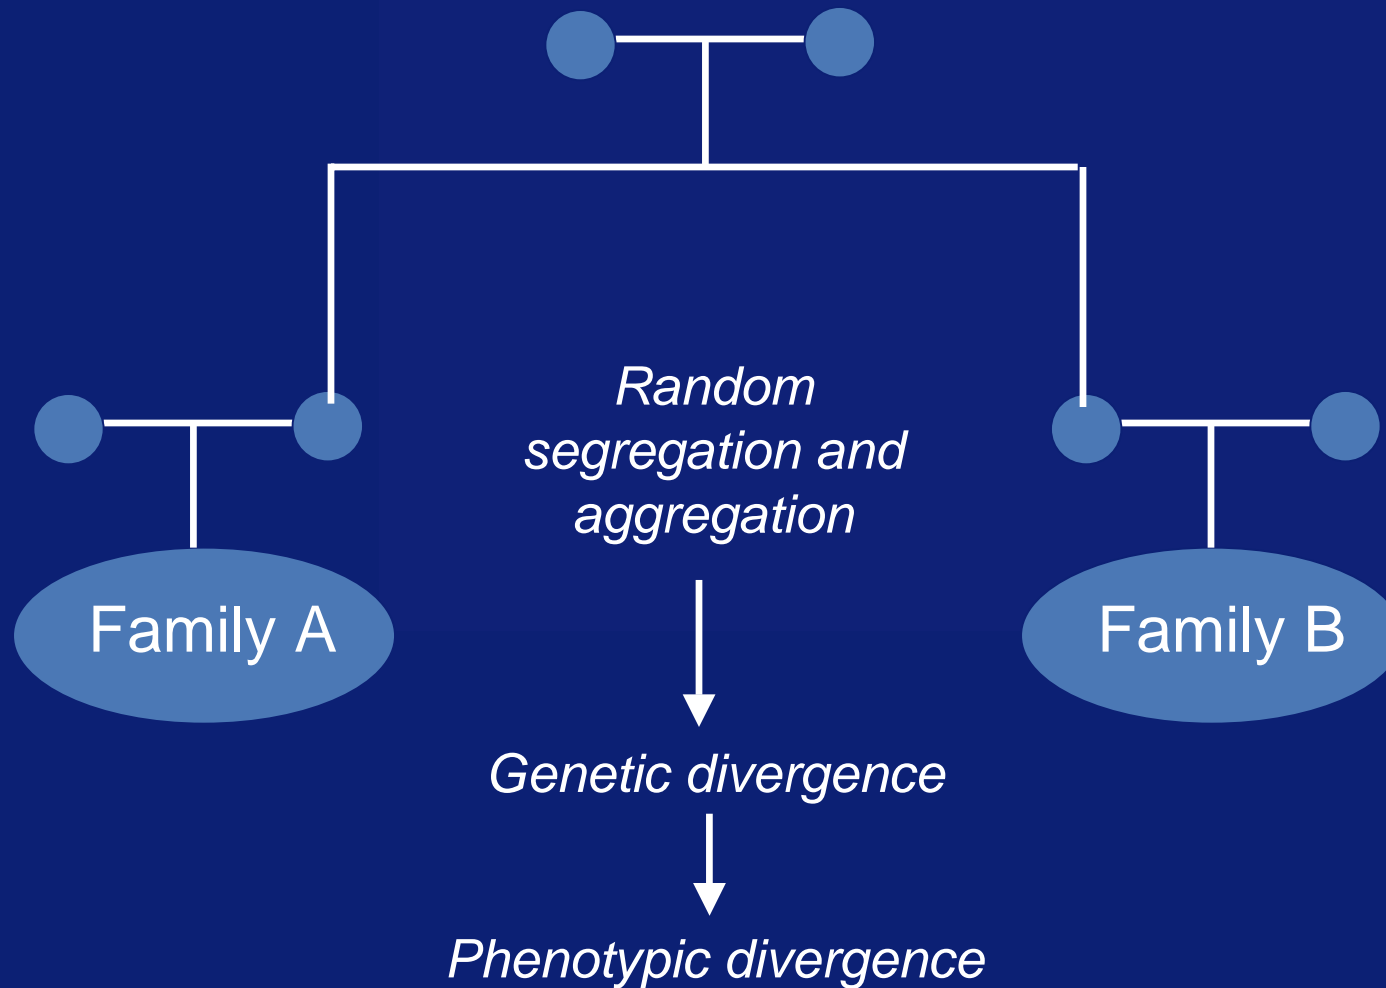 Random
segregation and
aggregation
Family A
Family B
Genetic divergence
Phenotypic divergence